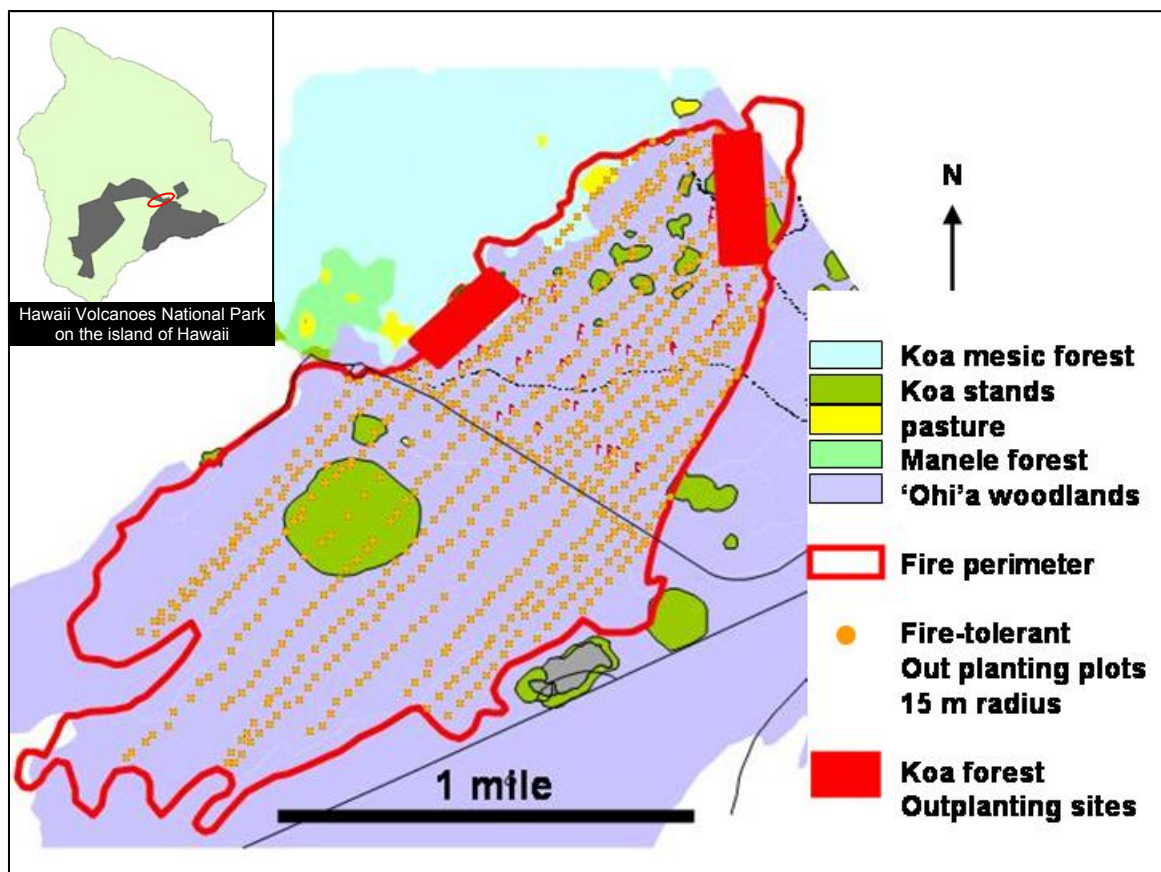 Hawaii Volcanoes National Park
on the island of Hawaii
N
Koa mesic forest
Koa stands
pasture
Manele forest
‘Ohi’a woodlands
Fire perimeter
Fire-tolerant
Out planting plots
15 m radius
Koa forest
Outplanting sites
1 mile